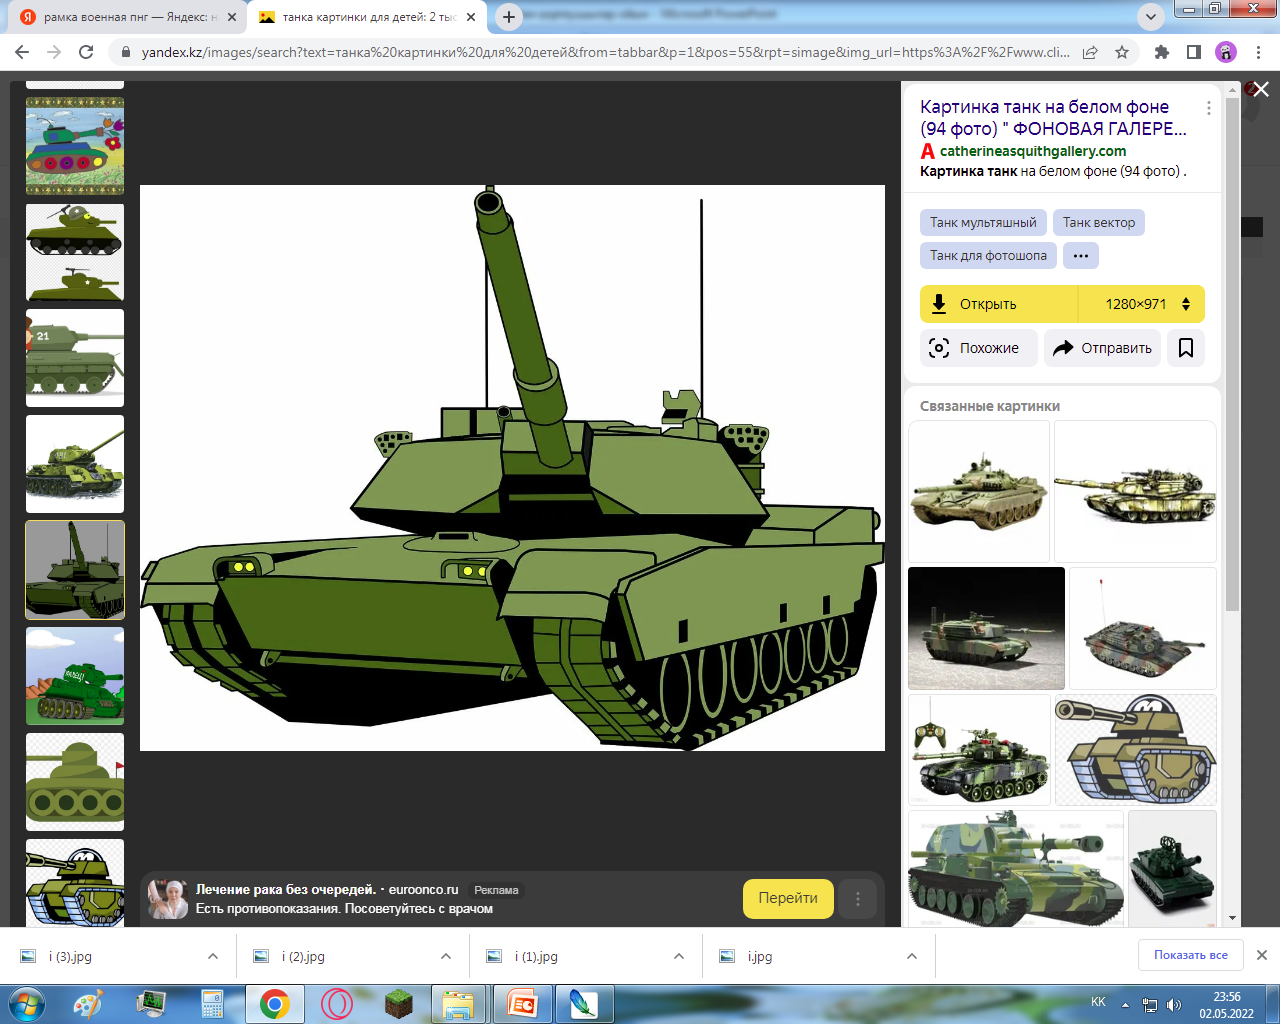 рамка военная пнг — Яндекс: н
танка картинки для детей: 2 тыс
Microsoft PowerPoint
yandex.kz/images/search?text=танка%20картинки%20для%20детей&from=tabbar&p=1&pos=55&rpt=simage&img_url=https%3A%2F%2Fwww.cli...
21
Картинка танк на белом фоне
(94 фото) " ФОНОВАЯ ГАЛЕРЕ...
catherineasquithgallery.com
Картинка танк на белом фоне (94 фото) .
Танк мультяшный
Танк вектор
Танк для фотошопа
Открыть
1280×971
Похожие
Отправить
Связанные картинки
Лечение рака без очередей. · euroonco.ru
Реклама
Есть противопоказания. Посоветуйтесь с врачом
Перейти
i (3).jpg
i (2).jpg
i (1).jpg
i.jpg
Показать все
KK
23:56
02.05.2022